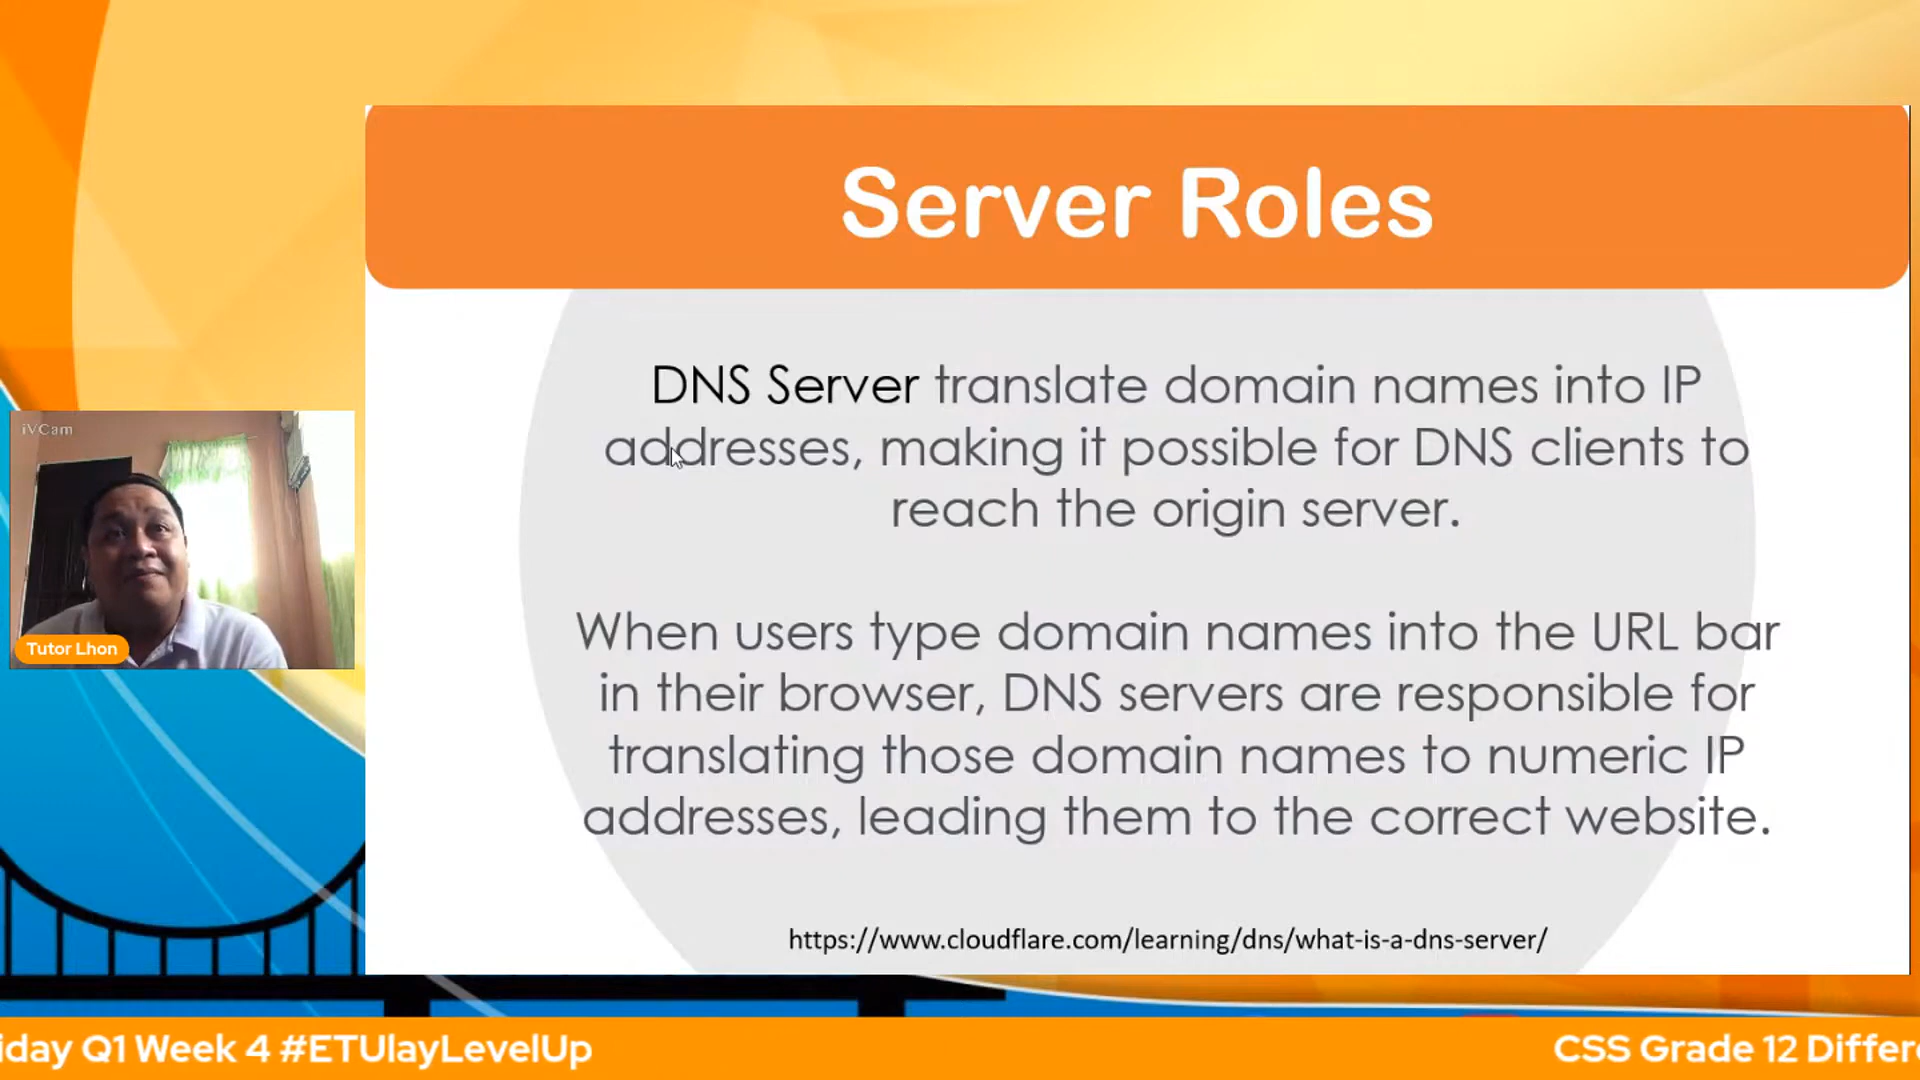 Server Roles
DNS Server translate domain names into IP
addresses, making it possible for DNS clients to
reach the origin server.
When users type domain names into the URL bar
in their browser, DNS servers are responsible for
translating those domain names to numeric IP
addresses, leading them to the correct website.
https://www.cloudflare.com/learning/dns/what-is-a-dns-server/
iVCam
Tutor Lhon
iday Q1 Week 4 #ETUlayLevelUp
CSS Grade 12 Differe